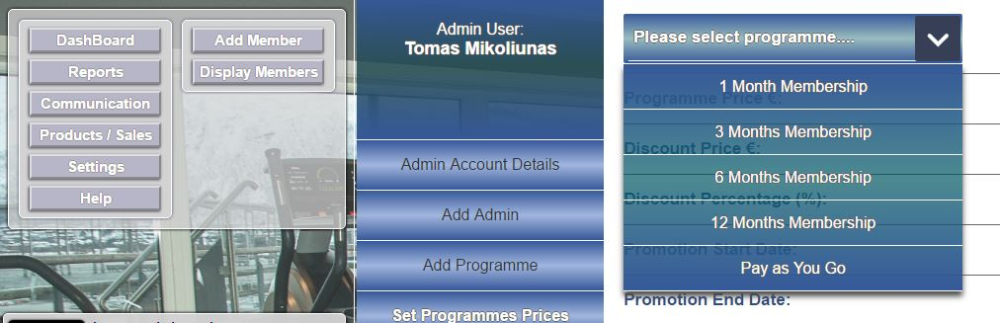 DashBoard
Reports
Communication
Products / Sales
Settings
Help
Add Member
Display Members
Admin User:
Tomas Mikoliunas
Admin Account Details
Add Admin
Add Programme
Set Programmes Prices
Please select programme....
1 Month Membership
Programme Price €:
3 Months Membership
Discount Price €:
6 Months Membership
Discount Percentage (%):
12 Months Membership
Promotion Start Date:
Pay as You Go
Promotion End Date: